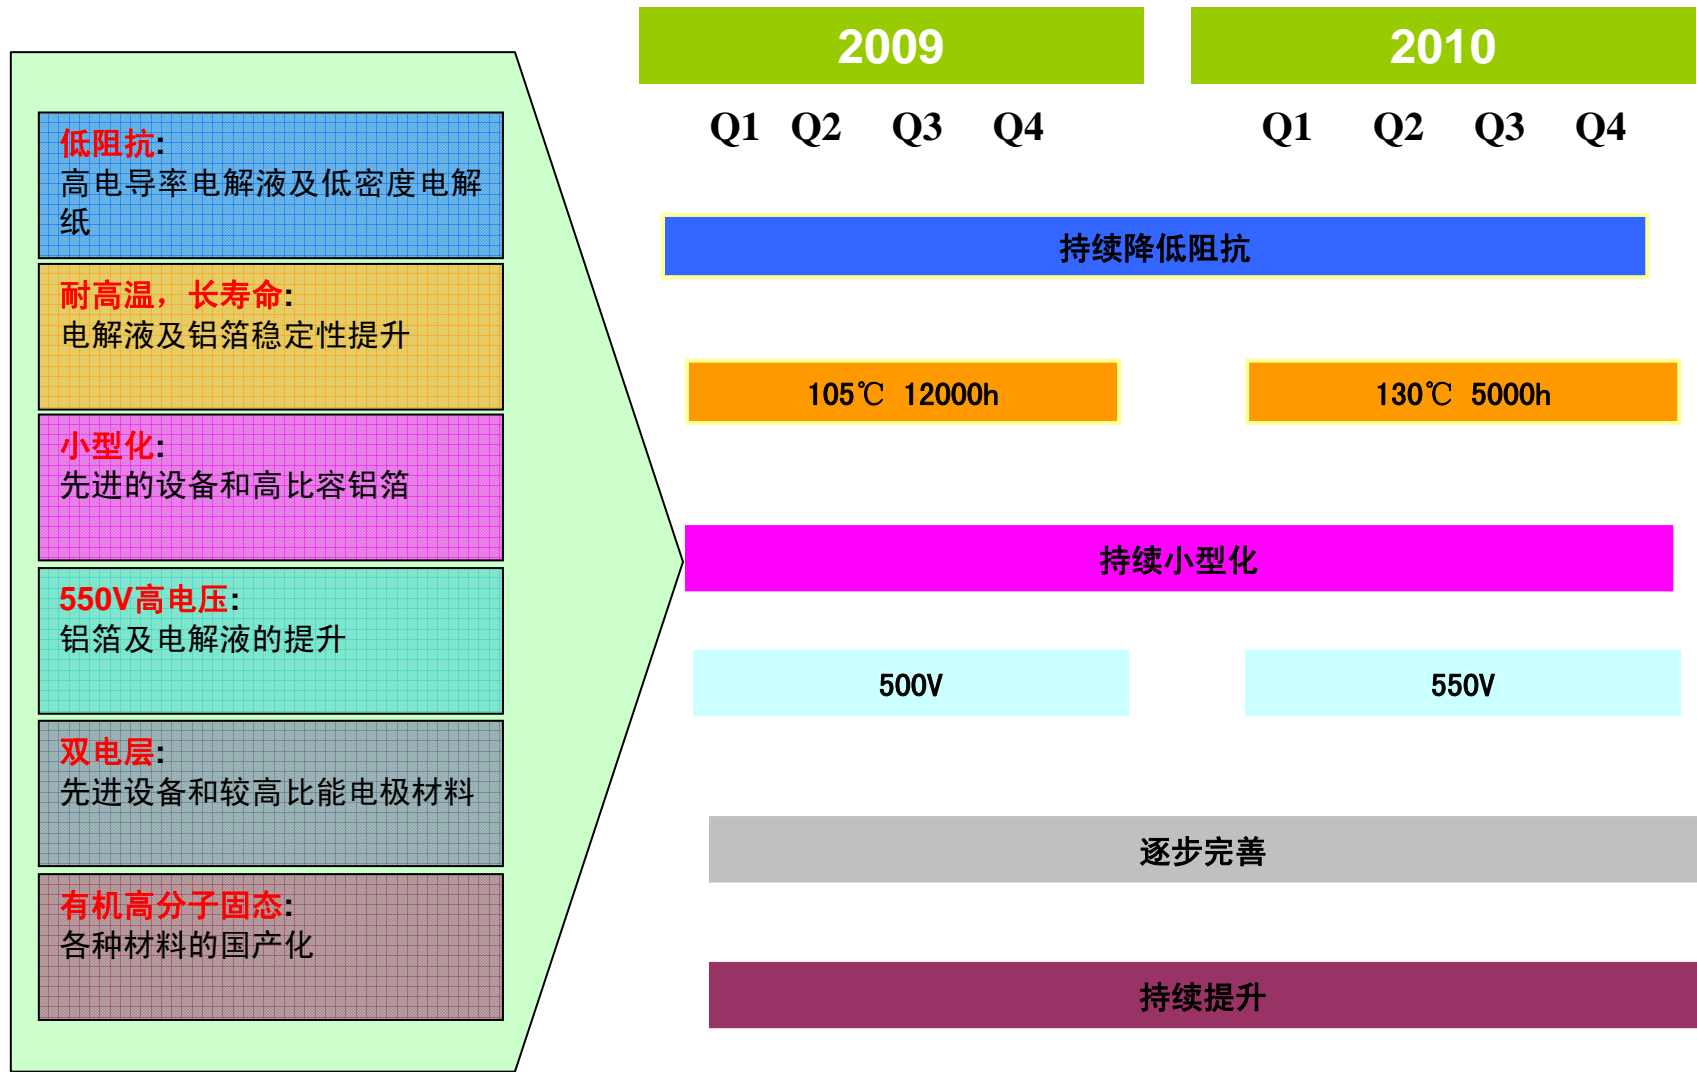 2009
2010
Q1 Q2 Q3 Q4
Q1 Q2 Q3 Q4
低阻抗:
高电导率电解液及低密度电解
纸
持续降低阻抗
耐高温，长寿命:
电解液及铝箔稳定性提升
105℃ 12000h
130℃ 5000h
小型化:
先进的设备和高比容铝箔
持续小型化
550V高电压:
铝箔及电解液的提升
500V
550V
双电层:
先进设备和较高比能电极材料
逐步完善
有机高分子固态:
各种材料的国产化
持续提升